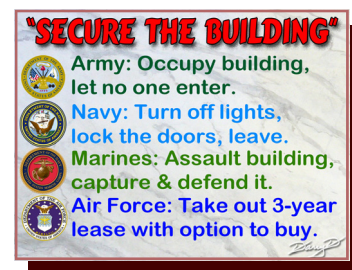 "SECURE THE BUILDING"
Army: Occupy building,
let no one enter.
Navy: Turn off lights,
lock the doors, leave.
Marines: Assault building,
capture & defend it.
Air Force: Take out 3-year
lease with option to buy.